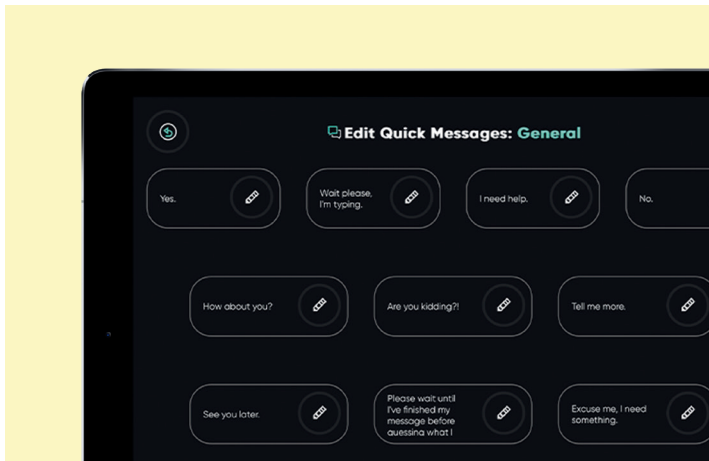 Edit Quick Messages: General
Yes.
Wait please,
I'm typing.
I need help.
No.
How about you?
Are you kidding?!
Tell me more.
See you later.
Please wait until
I've finished my
message before
guessing what I
Excuse me, I need
something.